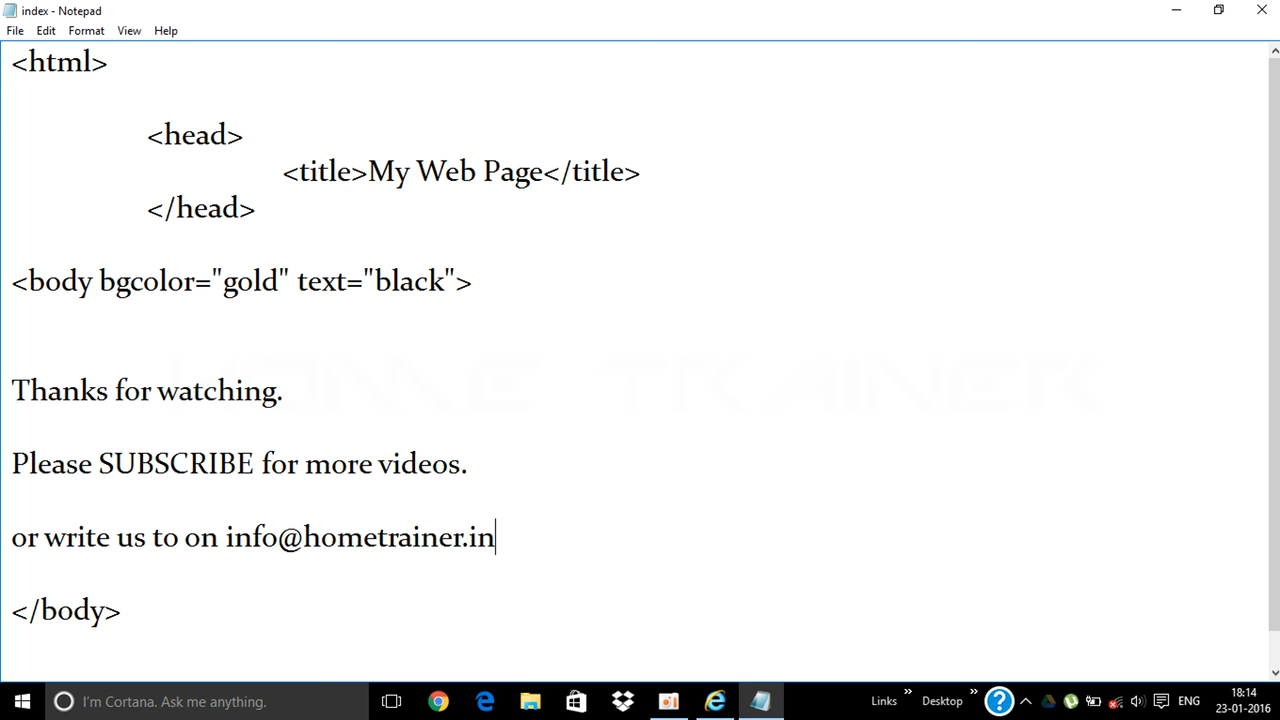 index - Notepad
File Edit Format View Help
<html>
<head>
<title>My Web Page</title>
</head>
<body bgcolor="gold" text="black">
HOME TRAINER
Thanks for watching.
Please SUBSCRIBE for more videos.
or write us to on info@hometrainer.in
</body>
I'm Cortana. Ask me anything.
Links » Desktop » ENG
18:14
23-01-2016